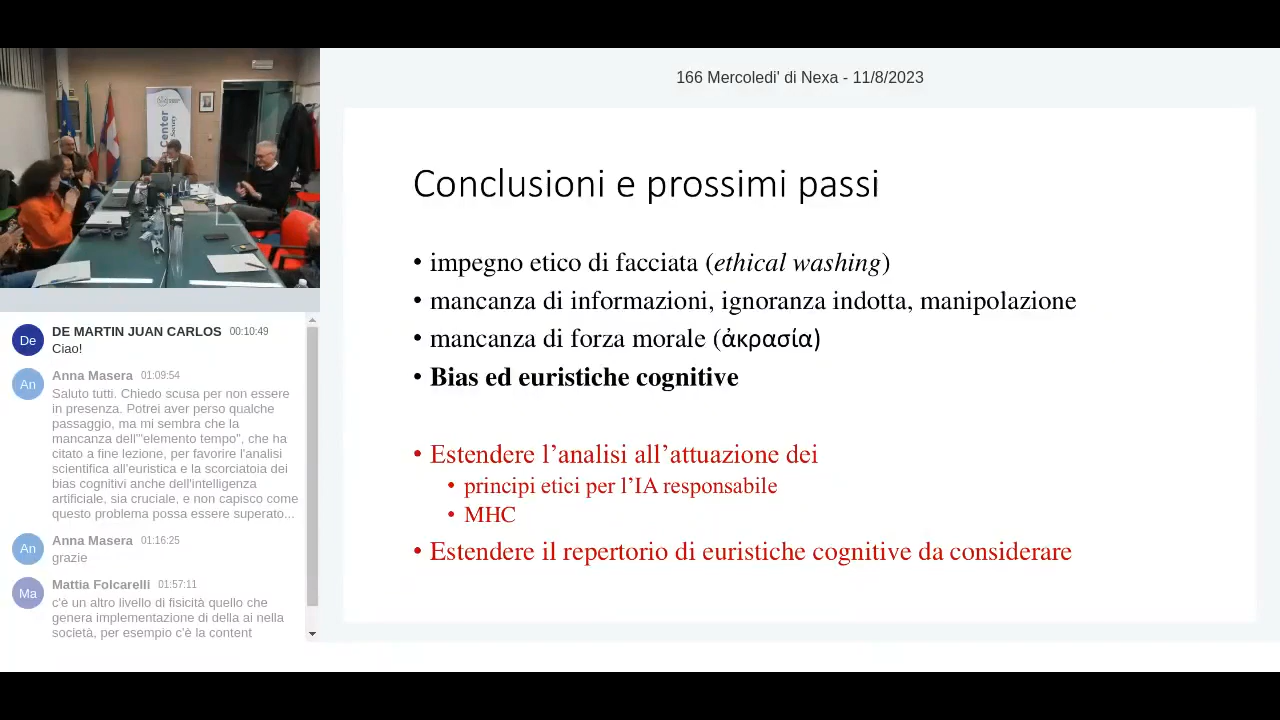 166 Mercoledi' di Nexa - 11/8/2023
Center
Society
Conclusioni e prossimi passi
• impegno etico di facciata (ethical washing)
• mancanza di informazioni, ignoranza indotta, manipolazione
• mancanza di forza morale (ἀκρασία)
• Bias ed euristiche cognitive
• Estendere l’analisi all’attuazione dei
• principi etici per l’IA responsabile
• MHC
• Estendere il repertorio di euristiche cognitive da considerare
De
DE MARTIN JUAN CARLOS 00:10:49
Ciao!
An
Anna Masera 01:09:54
Saluto tutti. Chiedo scusa per non essere
in presenza. Potrei aver perso qualche
passaggio, ma mi sembra che la
mancanza dell'"elemento tempo", che ha
citato a fine lezione, per favorire l'analisi
scientifica all'euristica e la scorciatoia dei
bias cognitivi anche dell'intelligenza
artificiale, sia cruciale, e non capisco come
questo problema possa essere superato...
An
Anna Masera 01:16:25
grazie
Ma
Mattia Folcarelli 01:57:11
c'è un altro livello di fisicità quello che
genera implementazione di della ai nella
società, per esempio c'è la content